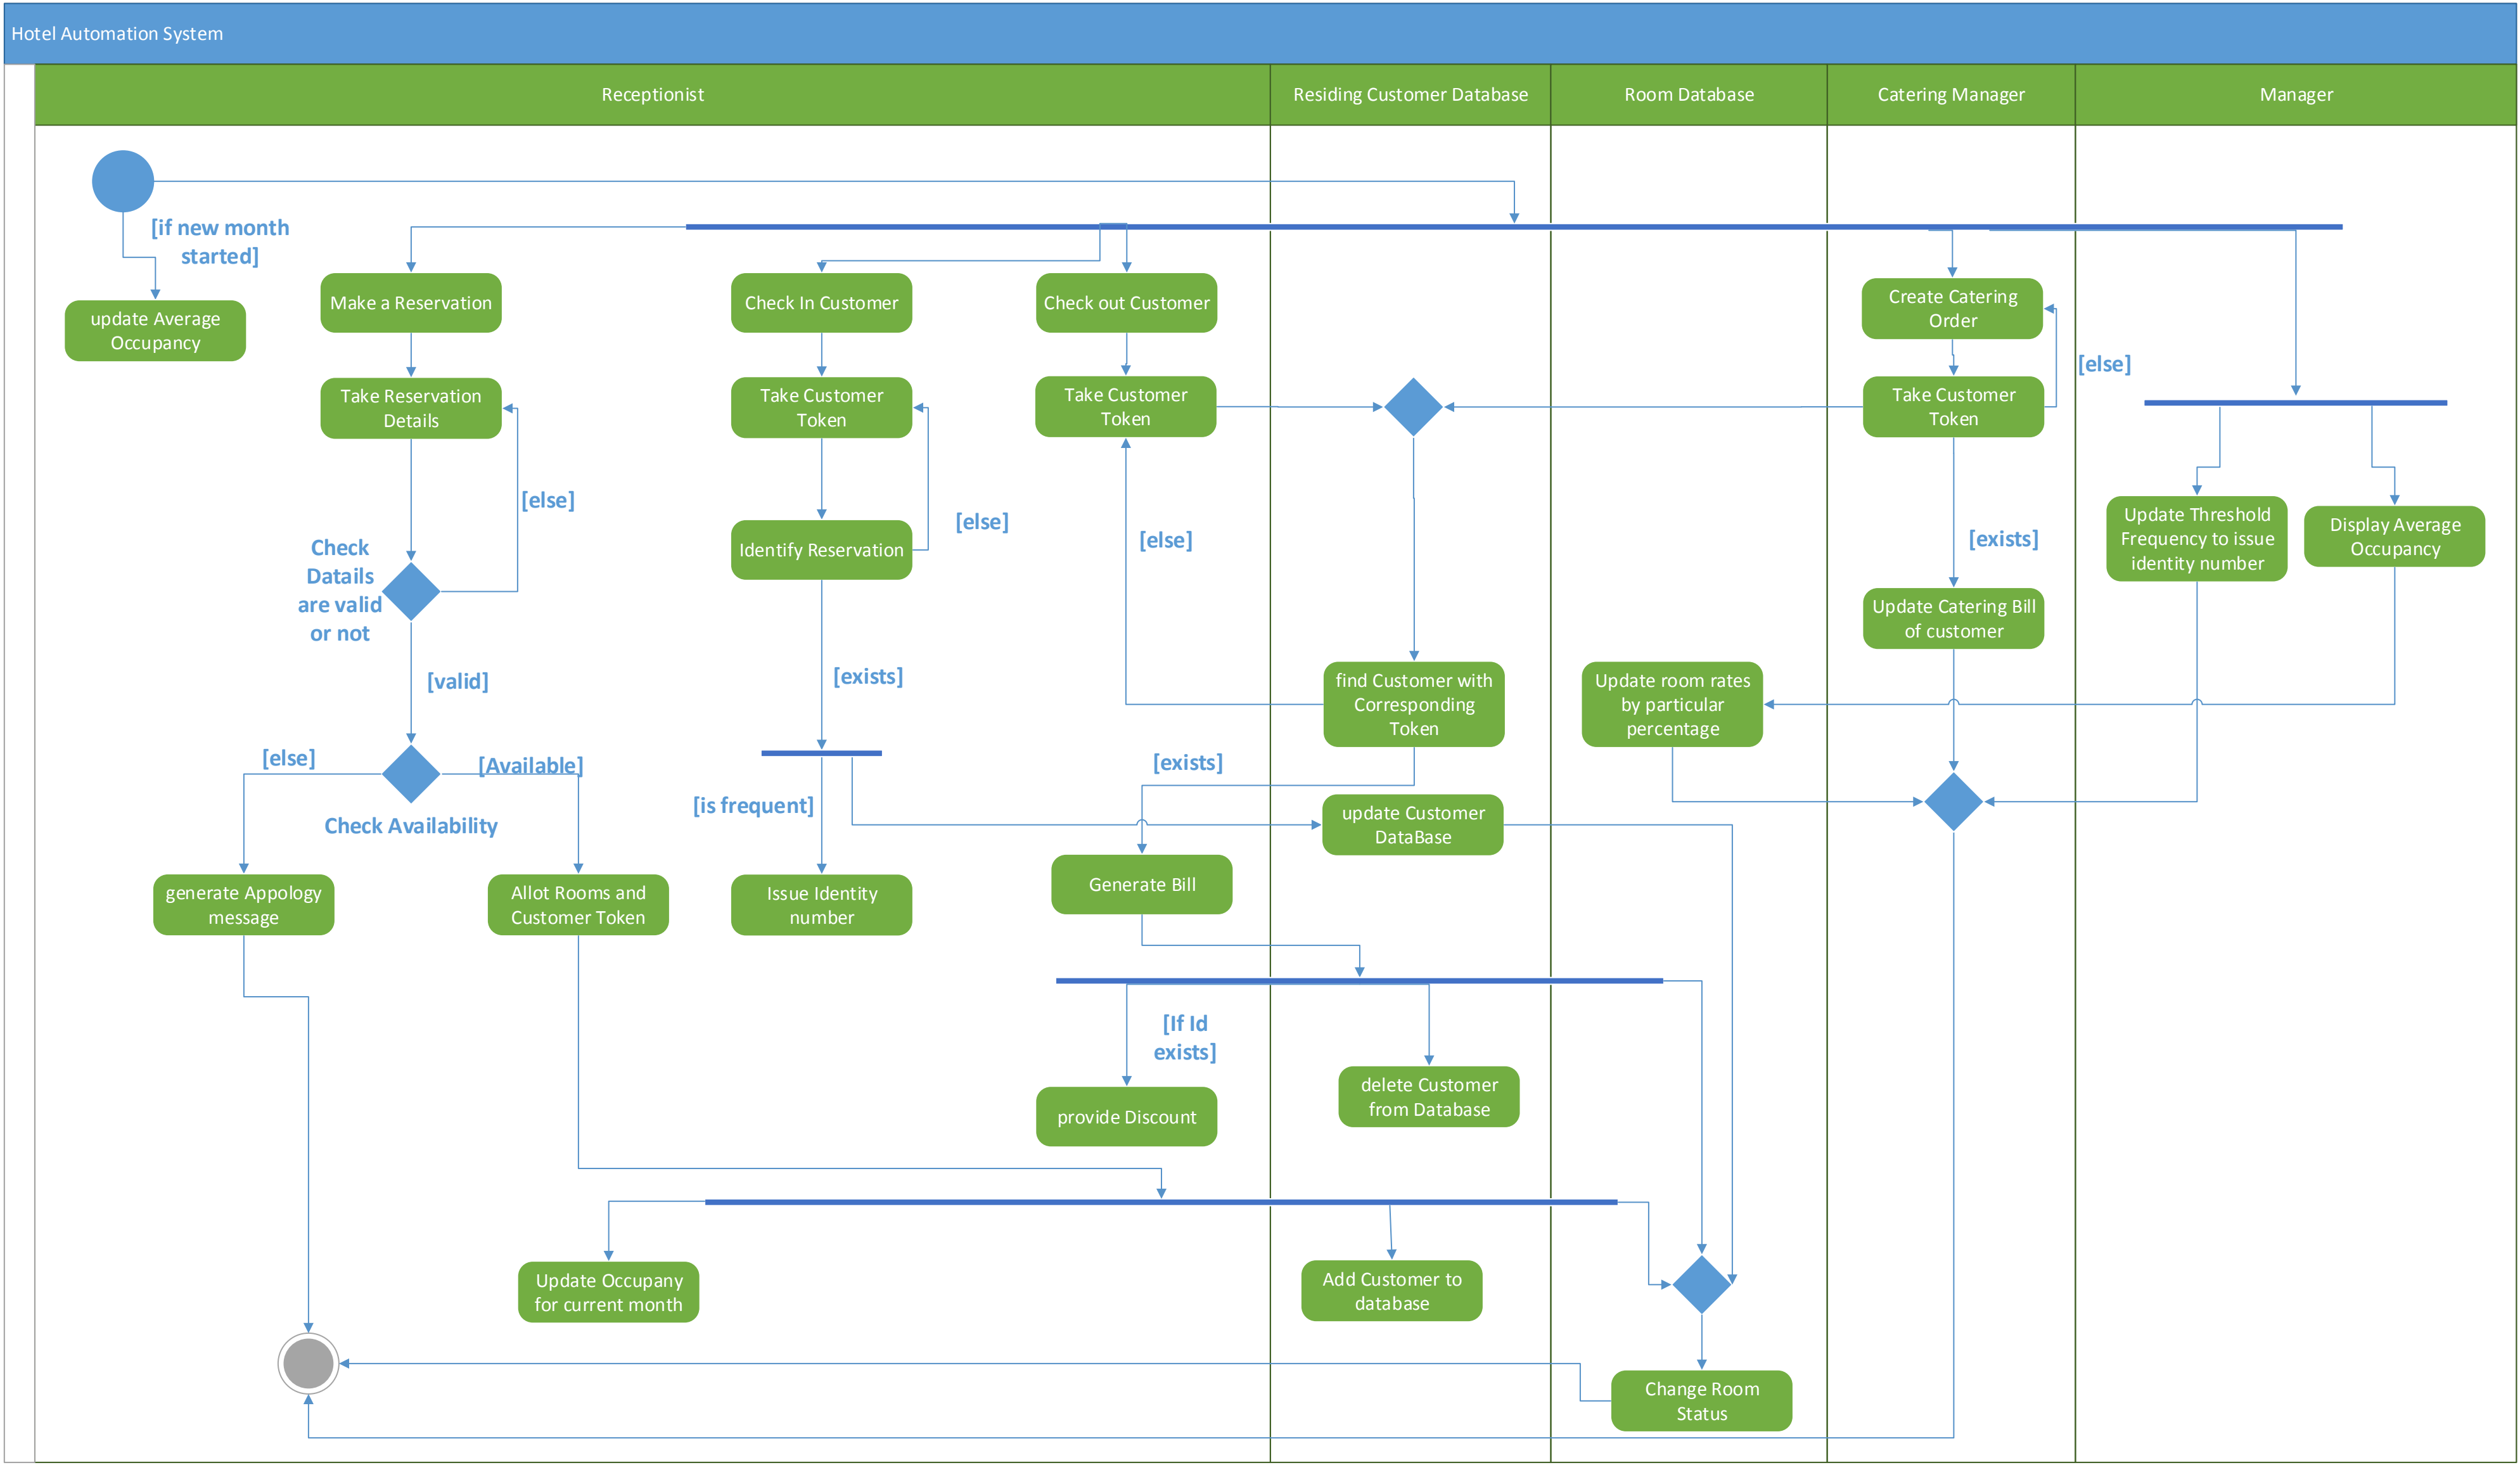 Hotel Automation System
Receptionist
Residing Customer Database
Room Database
Catering Manager
Manager
[if new month
started]
update Average
Occupancy
Make a Reservation
Check In Customer
Check out Customer
Create Catering
Order
Take Reservation
Details
Take Customer
Token
Take Customer
Token
Take Customer
Token
[else]
[else]
[else]
[else]
[exists]
Check
Datails
are valid
or not
Identify Reservation
Update Threshold
Frequency to issue
identity number
Display Average
Occupancy
Update Catering Bill
of customer
[valid]
[exists]
find Customer with
Corresponding
Token
Update room rates
by particular
percentage
[else]
[Available]
[exists]
Check Availability
[is frequent]
update Customer
DataBase
generate Appology
message
Allot Rooms and
Customer Token
Issue Identity
number
Generate Bill
[If Id
exists]
provide Discount
delete Customer
from Database
Update Occupany
for current month
Add Customer to
database
Change Room
Status